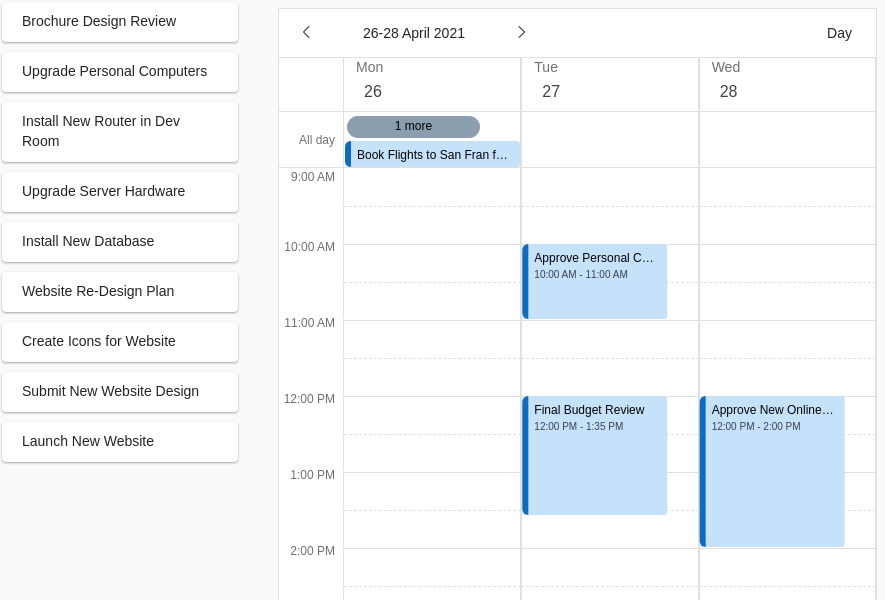 Brochure Design Review
Upgrade Personal Computers
Install New Router in Dev
Room
Upgrade Server Hardware
Install New Database
Website Re-Design Plan
Create Icons for Website
Submit New Website Design
Launch New Website
26-28 April 2021
Day
Mon
26
Tue
27
Wed
28
All day
1 more
Book Flights to San Fran f…
9:00 AM
10:00 AM
11:00 AM
12:00 PM
1:00 PM
2:00 PM
Approve Personal C…
10:00 AM - 11:00 AM
Final Budget Review
12:00 PM - 1:35 PM
Approve New Online…
12:00 PM - 2:00 PM